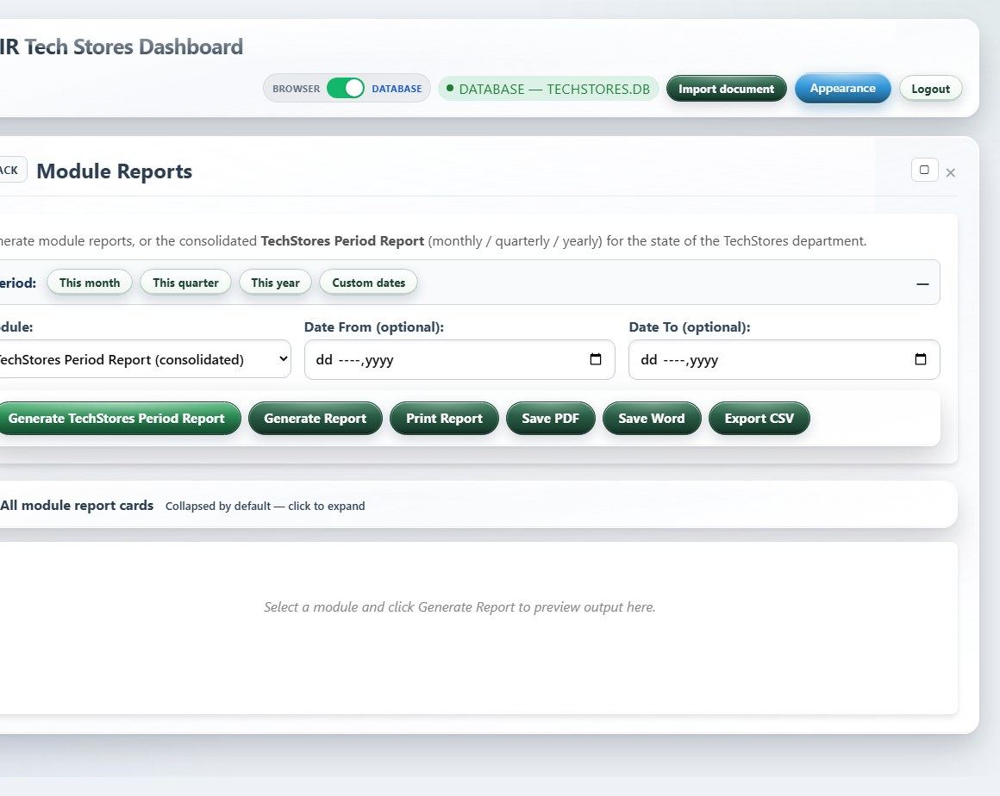 IR Tech Stores Dashboard
BROWSER DATABASE DATABASE — TECHSTORES.DB Import document Appearance Logout
ACK Module Reports
nerate module reports, or the consolidated TechStores Period Report (monthly / quarterly / yearly) for the state of the TechStores department.
eriod: This month This quarter This year Custom dates
dule: Date From (optional): Date To (optional):
TechStores Period Report (consolidated) dd ----,yyyy dd ----,yyyy
Generate TechStores Period Report Generate Report Print Report Save PDF Save Word Export CSV
All module report cards Collapsed by default — click to expand
Select a module and click Generate Report to preview output here.